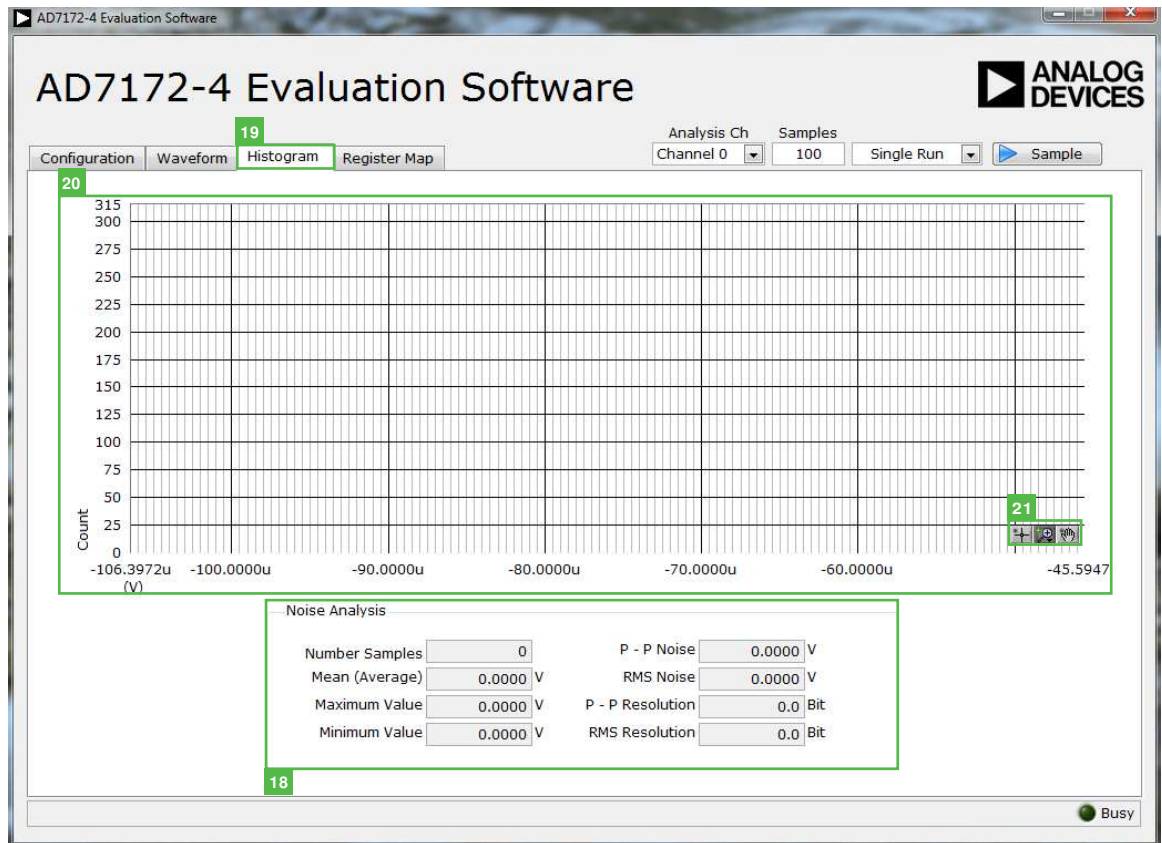 AD7172-4 Evaluation Software
AD7172-4 Evaluation Software
ANALOG
DEVICES
19
Analysis Ch Samples
Configuration Waveform Histogram Register Map Channel 0 100 Single Run Sample
20
315
300
275
250
225
200
175
150
125
100
75
50
25
0
Count
21
-106.3972u -100.0000u -90.0000u -80.0000u -70.0000u -60.0000u -45.5947
(V)
Noise Analysis
Number Samples 0 P - P Noise 0.0000 V
Mean (Average) 0.0000 V RMS Noise 0.0000 V
Maximum Value 0.0000 V P - P Resolution 0.0 Bit
Minimum Value 0.0000 V RMS Resolution 0.0 Bit
18
Busy